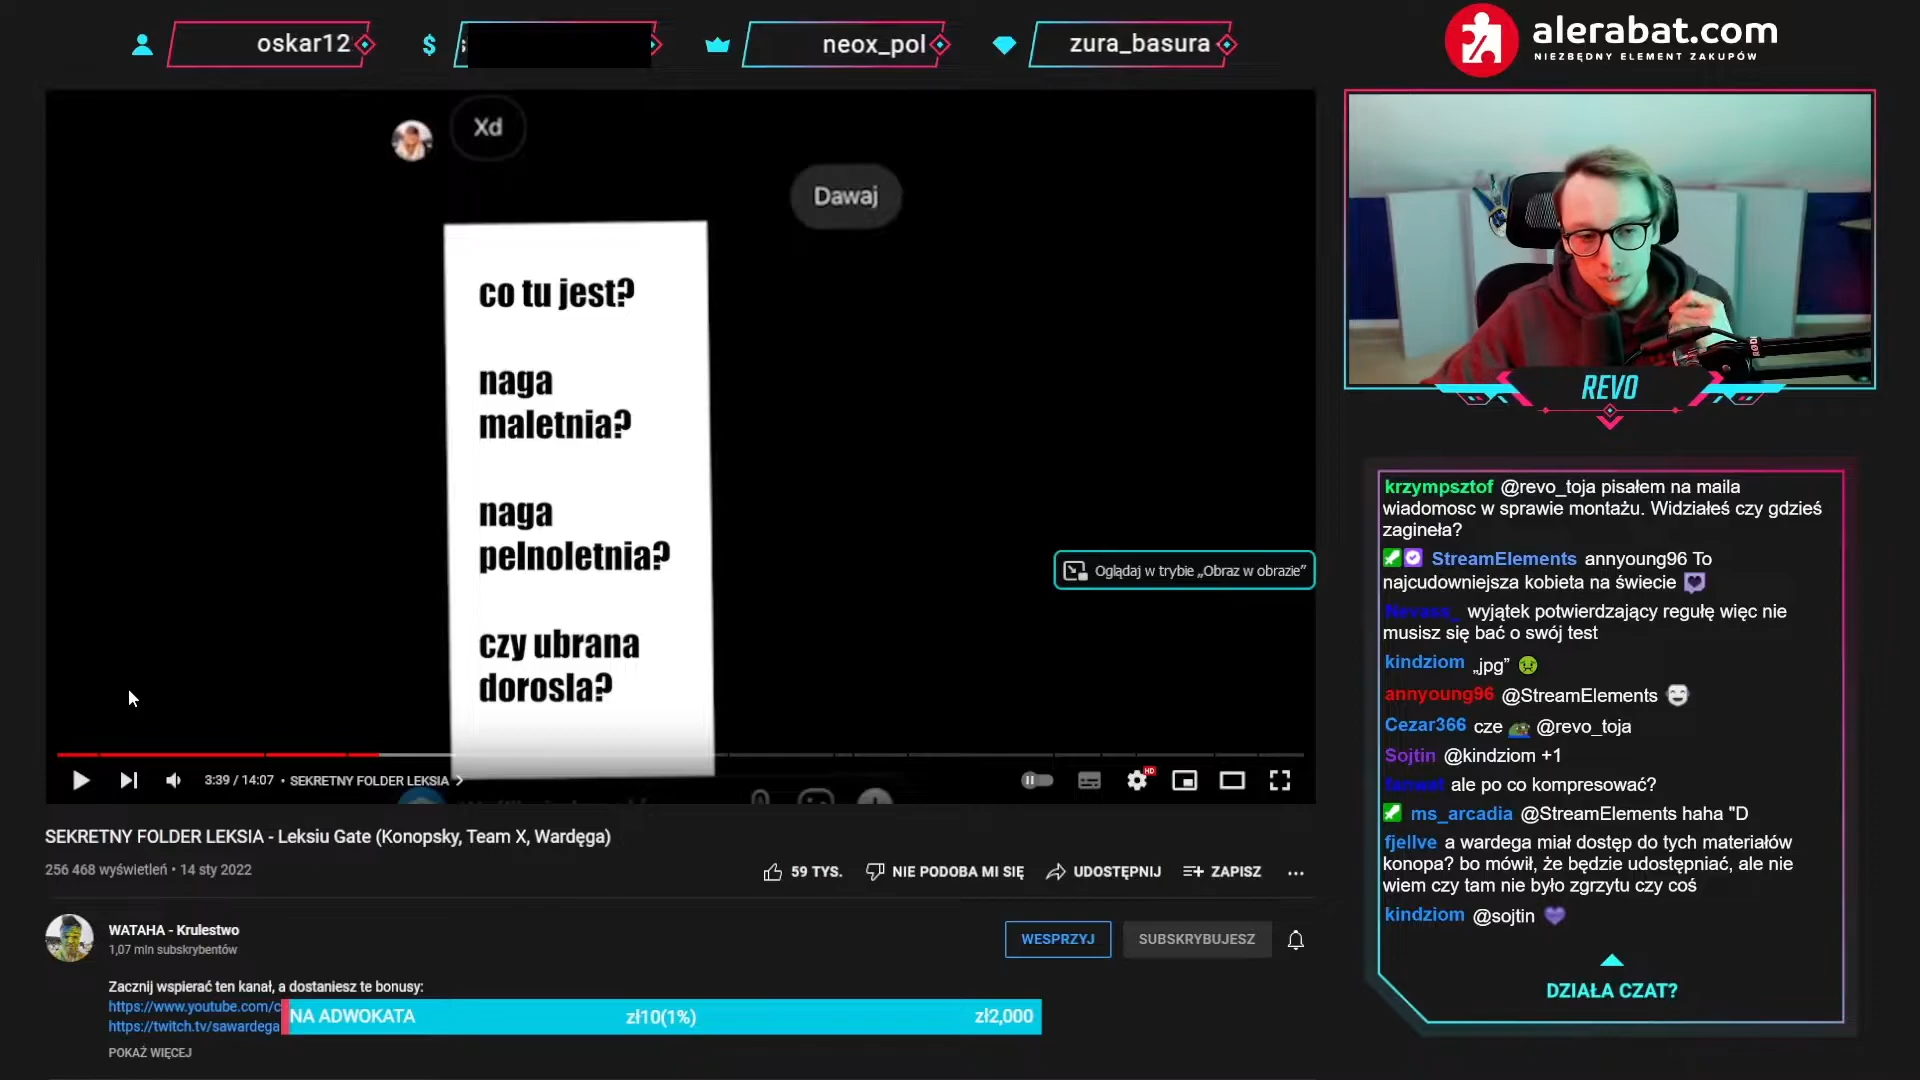 oskar12
$
neox_pol
zura_basura
alerabat.com
NIEZBĘDNY ELEMENT ZAKUPÓW
Xd
Dawaj
co tu jest?
naga
maletnia?
naga
pelnoletnia?
czy ubrana
dorosla?
Oglądaj w trybie „Obraz w obrazie”
3:39 / 14:07 • SEKRETNY FOLDER LEKSIA
HD
SEKRETNY FOLDER LEKSIA - Leksiu Gate (Konopsky, Team X, Wardęga)
256 468 wyświetleń • 14 sty 2022
59 TYS.
NIE PODOBA MI SIĘ
UDOSTĘPNIJ
ZAPISZ
WATAHA - Krulestwo
1,07 mln subskrybentów
WESPRZYJ
SUBSKRYBUJESZ
Zacznij wspierać ten kanał, a dostaniesz te bonusy:
https://www.youtube.com/c
https://twitch.tv/sawardega
NA ADWOKATA zł10(1%) zł2,000
POKAŻ WIĘCEJ
RØDE
REVO
krzympsztof @revo_toja pisałem na maila
wiadomosc w sprawie montażu. Widziałeś czy gdzieś
zagineła?
StreamElements annyoung96 To
najcudowniejsza kobieta na świecie
wyjątek potwierdzający regułę więc nie
musisz się bać o swój test
kindziom „jpg”
annyoung96 @StreamElements
Cezar366 cze @revo_toja
Sojtin @kindziom +1
ale po co kompresować?
ms_arcadia @StreamElements haha "D
fjellve a wardega miał dostęp do tych materiałów
konopa? bo mówił, że będzie udostępniać, ale nie
wiem czy tam nie było zgrzytu czy coś
kindziom @sojtin
DZIAŁA CZAT?